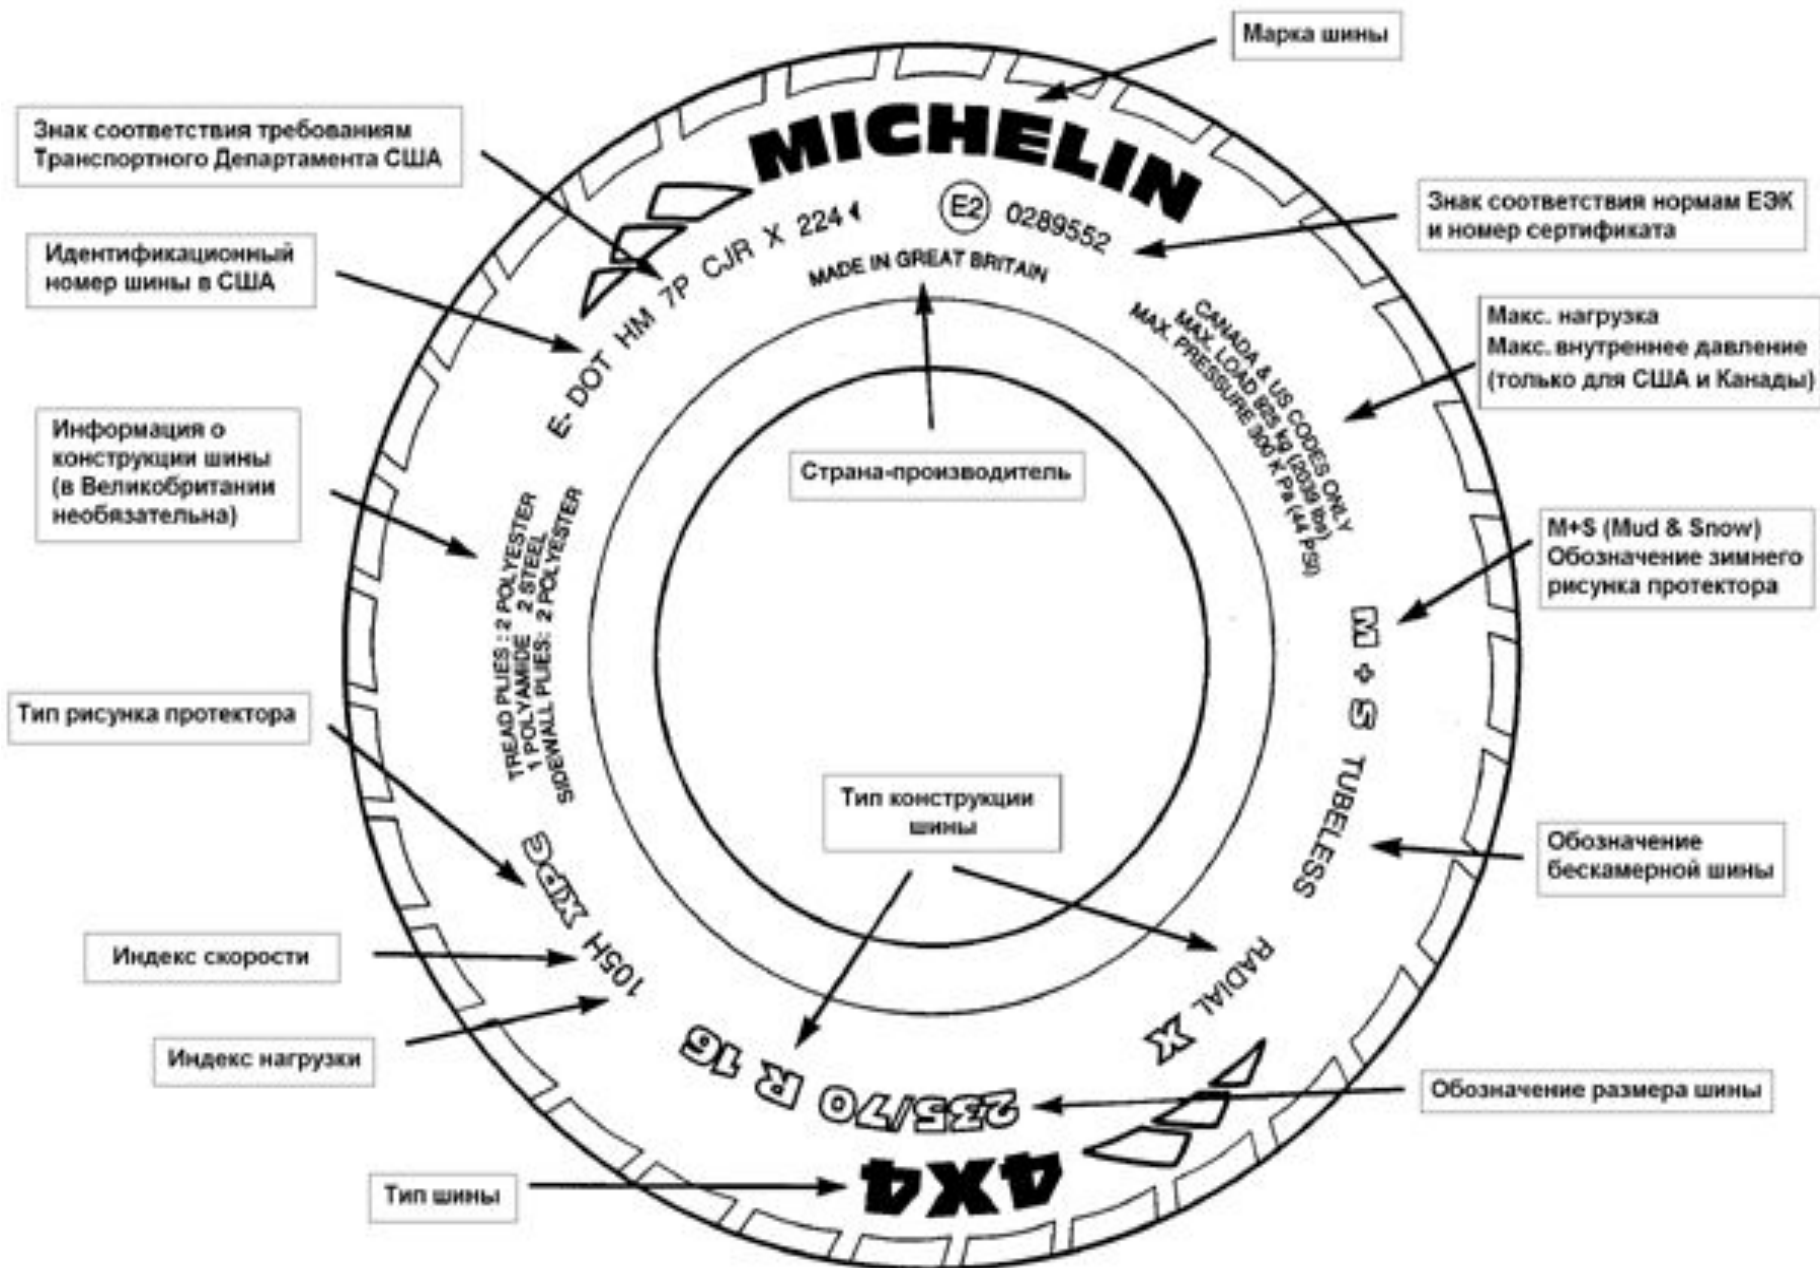 Марка шины
Знак соответствия требованиям
Транспортного Департамента США
MICHELIN
Знак соответствия нормам ЕЭК
и номер сертификата
E2 0289552
E- DOT HM 7P CJR X 224
MADE IN GREAT BRITAIN
Идентификационный
номер шины в США
Макс. нагрузка
Макс. внутреннее давление
(только для США и Канады)
CANADA & US CODES ONLY
MAX. LOAD 925 kg (2039 lbs)
MAX. PRESSURE 300 K Pa (44 PSI)
Информация о
конструкции шины
(в Великобритании
необязательна)
Страна-производитель
TREAD PLIES : 2 POLYESTER
1 POLYAMIDE 2 STEEL
SIDEWALL PLIES: 2 POLYESTER
M+S (Mud & Snow)
Обозначение зимнего
рисунка протектора
M + S TUBELESS
Тип рисунка протектора
Тип конструкции
шины
Обозначение
бескамерной шины
XPC
105H
Индекс скорости
RADIAL X
Индекс нагрузки
235/70 R 16
Обозначение размера шины
4X4
Тип шины